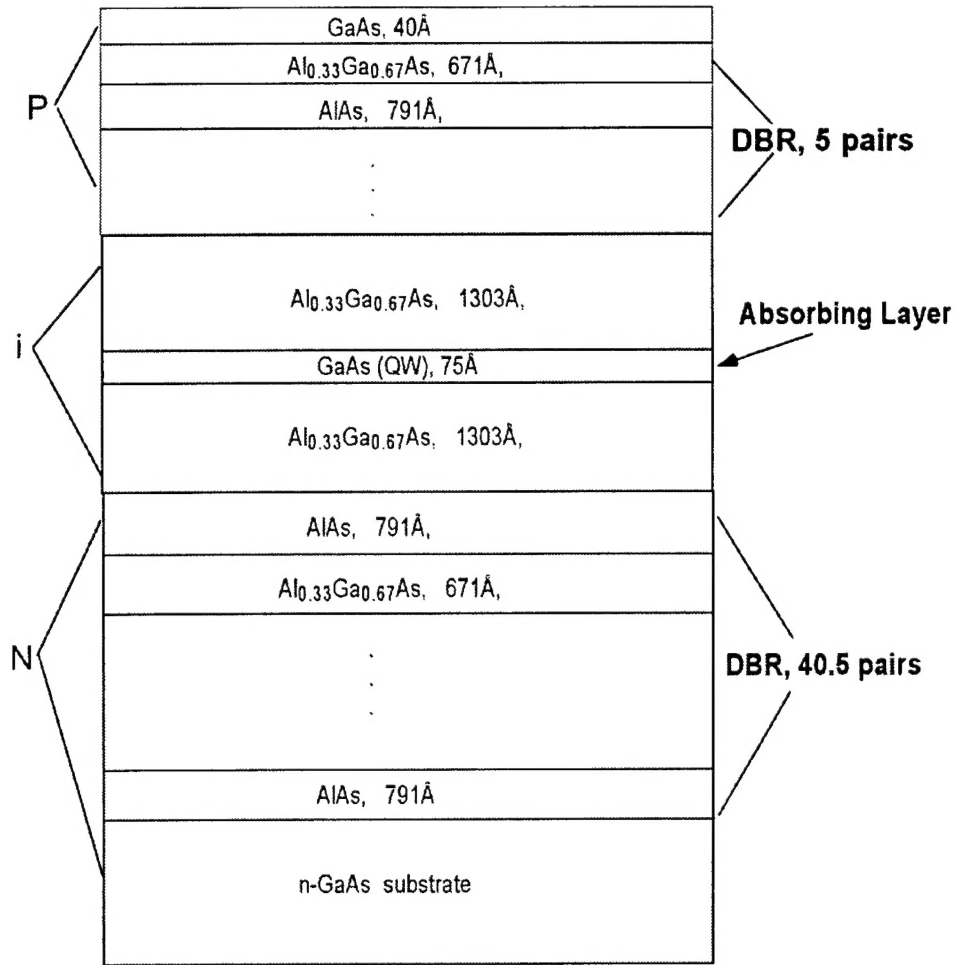 GaAs, 40Å
Al0.33Ga0.67As, 671Å,
P
AlAs, 791Å,
DBR, 5 pairs
Al0.33Ga0.67As, 1303Å,
Absorbing Layer
i
GaAs (QW), 75Å
Al0.33Ga0.67As, 1303Å,
AlAs, 791Å,
Al0.33Ga0.67As, 671Å,
N
DBR, 40.5 pairs
AlAs, 791Å
n-GaAs substrate